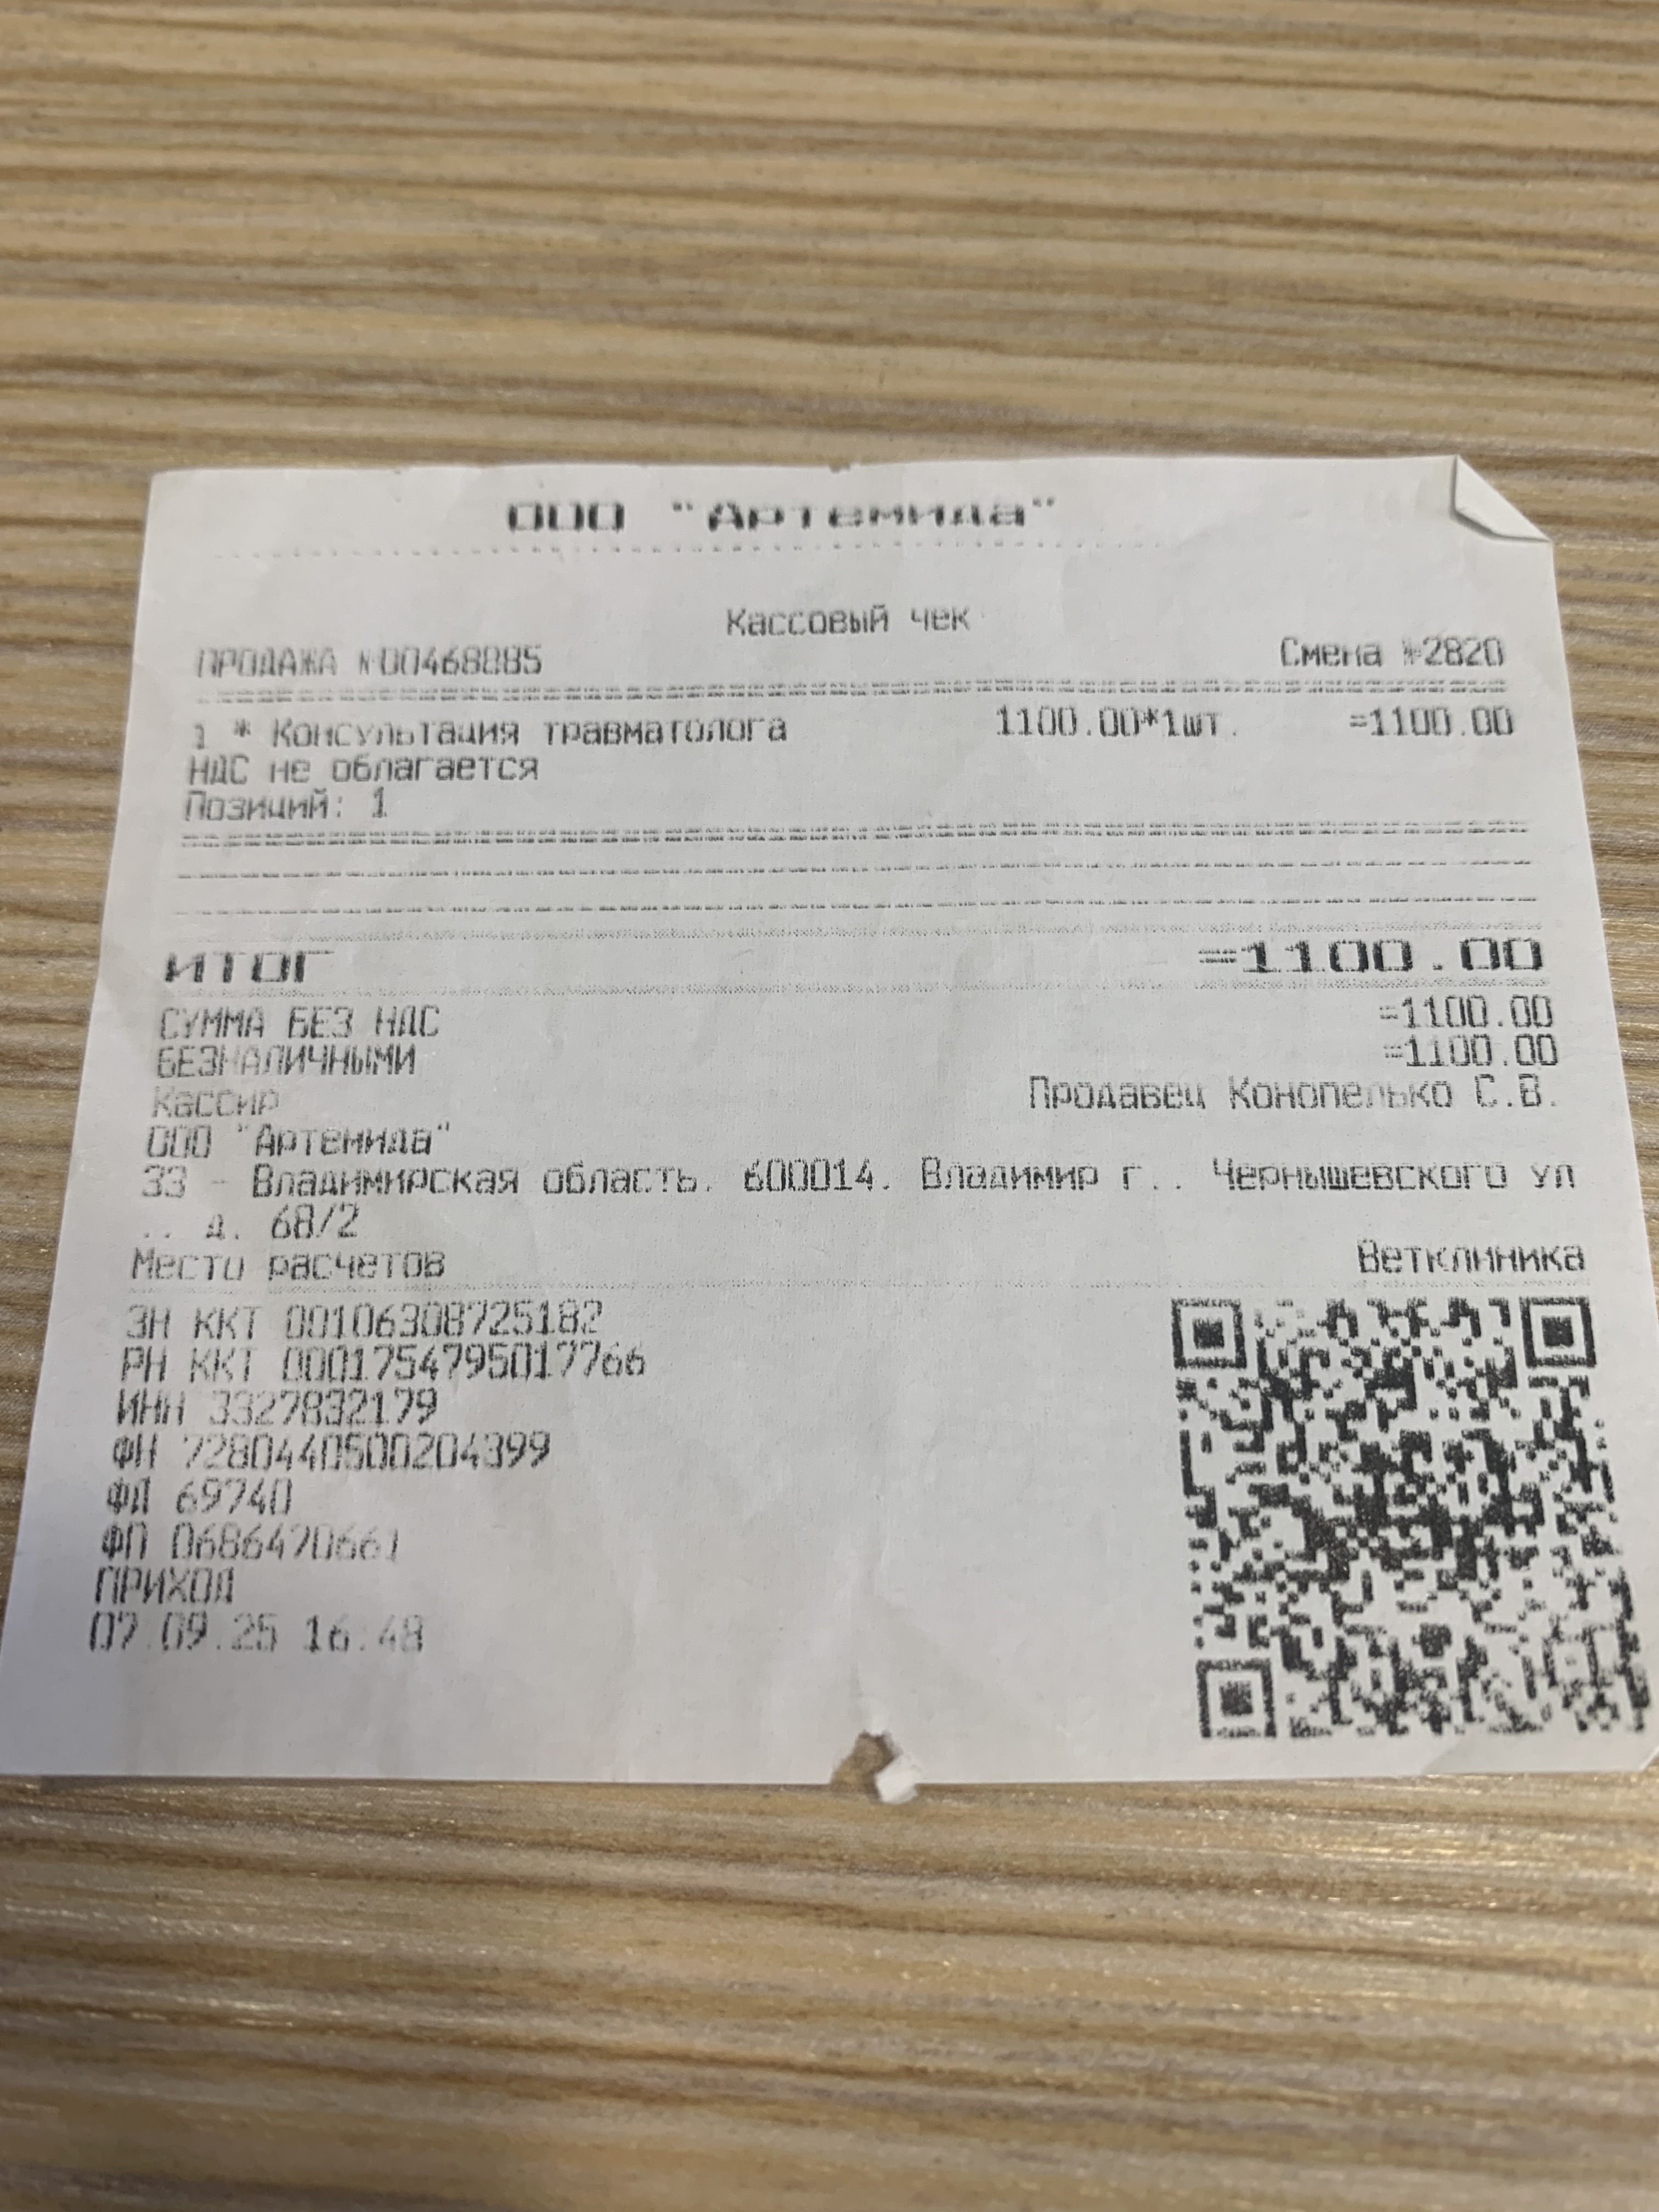 ООО "Артемида"
Кассовый чек
ПРОДАЖА №00468885 Смена №2820
1 * Консультация травматолога 1100.00*1шт. =1100.00
НДС не облагается
Позиций: 1
ИТОГ =1100.00
СУММА БЕЗ НДС =1100.00
БЕЗНАЛИЧНЫМИ =1100.00
Кассир Продавец Конопелько С.В.
ООО "Артемида"
33 - Владимирская область, 600014, Владимир г., , Чернышевского ул
., д. 68/2
Место расчетов Ветклиника
ЗН ККТ 00106308725182
РН ККТ 0001754795017766
ИНН 3327832179
ФН 7280440500204399
ФД 69740
ФП 0686470661
ПРИХОД
07.09.25 16:48